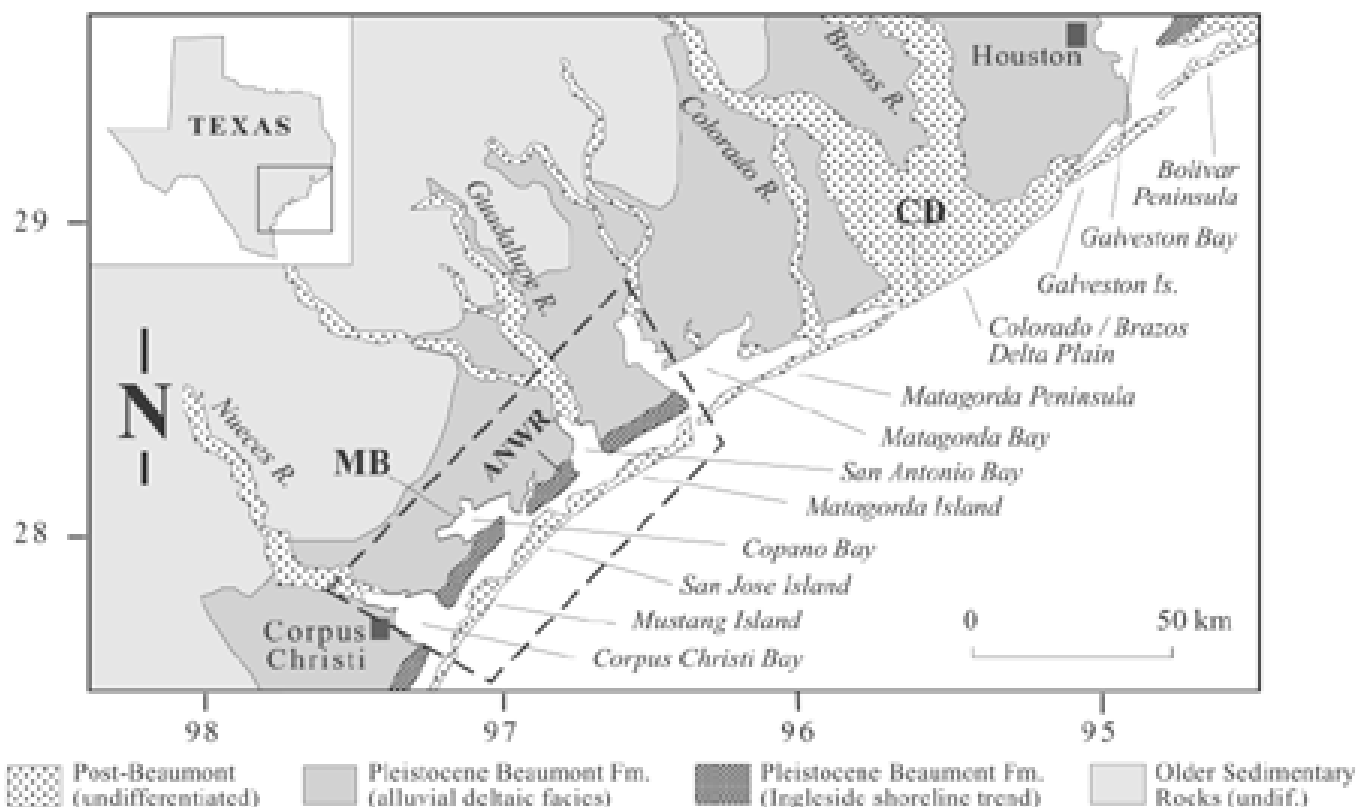 TEXAS
Houston
Brazos R.
Colorado R.
Guadalupe R.
Nueces R.
CD
MB
ANWR
N
Bolivar
Peninsula
Galveston Bay
Galveston Is.
Colorado / Brazos
Delta Plain
Matagorda Peninsula
Matagorda Bay
San Antonio Bay
Matagorda Island
Copano Bay
San Jose Island
Mustang Island
Corpus Christi Bay
Corpus
Christi
0 50 km
29
28
98 97 96 95
Post-Beaumont
(undifferentiated)
Pleistocene Beaumont Fm.
(alluvial deltaic facies)
Pleistocene Beaumont Fm.
(Ingleside shoreline trend)
Older Sedimentary
Rocks (undif.)